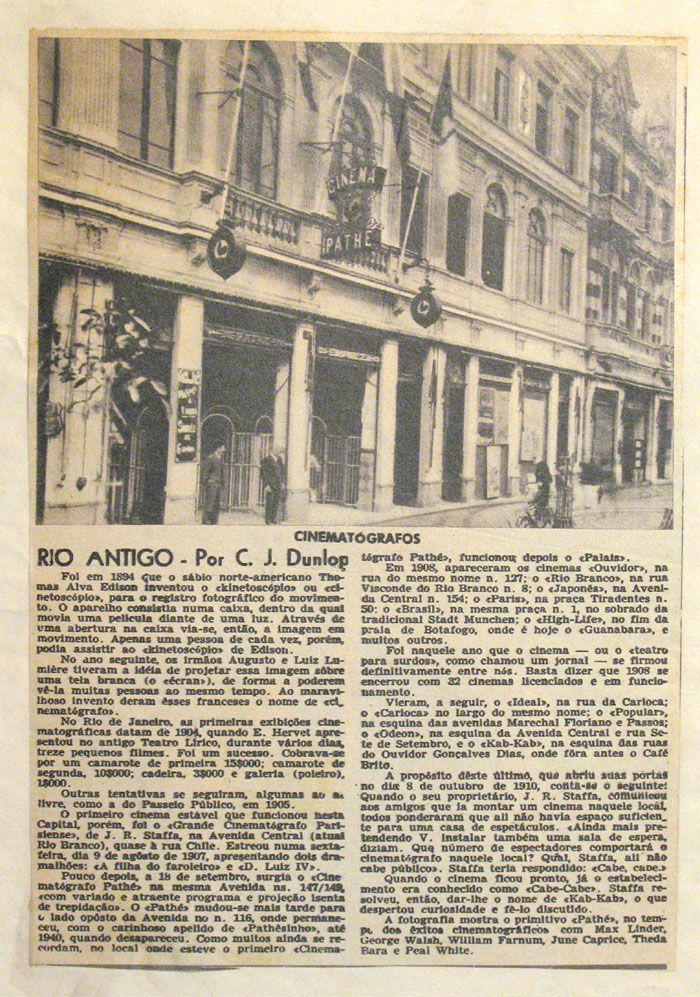 CINEMA
PATHÉ
CINEMATÓGRAFOS
RIO ANTIGO - Por C. J. Dunlop
Foi em 1894 que o sábio norte-americano Tho-
mas Alva Edison inventou o «kinetoscópio» ou «ci-
netoscópio», para o registro fotográfico do movimen-
to. O aparelho consistia numa caixa, dentro da qual
movia uma película diante de uma luz. Através de
uma abertura na caixa via-se, então, a imagem em
movimento. Apenas uma pessoa de cada vez, porém,
podia assistir ao «kinetoscópio» de Edison.
No ano seguinte, os irmãos Augusto e Luiz Lu-
mière tiveram a idéia de projetar essa imagem sôbre
uma tela branca (o «écran»), de forma a poderem
vê-la muitas pessoas ao mesmo tempo. Ao maravi-
lhoso invento deram êsses franceses o nome de «ci-
nematógrafo».
No Rio de Janeiro, as primeiras exibições cine-
matográficas datam de 1904, quando E. Hervet apre-
sentou no antigo Teatro Lírico, durante vários dias,
treze pequenos filmes. Foi um sucesso. Cobrava-se
por um camarote de primeira 15$000; camarote de
segunda, 10$000; cadeira, 3$000 e galeria (poleiro),
1$000.
Outras tentativas se seguiram, algumas ao ar
livre, como a do Passeio Público, em 1905.
O primeiro cinema estável que funcionou nesta
Capital, porém, foi o «Grande Cinematógrafo Pari-
siense», de J. R. Staffa, na Avenida Central (atual
Rio Branco), quase à rua Chile. Estreou numa sexta-
feira, dia 9 de agôsto de 1907, apresentando dois dra-
malhões: «A filha do faroleiro» e «D. Luiz IV».
Pouco depois, a 18 de setembro, surgia o «Cine-
matógrafo Pathé» na mesma Avenida ns. 147/149,
«com variado e atraente programa e projeção isenta
de trepidação». O «Pathé» mudou-se mais tarde para
o lado opôsto da Avenida no n. 116, onde permane-
ceu, com o carinhoso apelido de «Pathèsinho», até
1940, quando desapareceu. Como muitos ainda se re-
cordam, no local onde esteve o primeiro «Cinema-
tógrafo Pathé», funcionou depois o «Palais».
Em 1908, apareceram os cinemas «Ouvidor», na
rua do mesmo nome n. 127; o «Rio Branco», na rua
Visconde do Rio Branco n. 8; o «Japonês», na Aveni-
du Central n. 154; o «Paris», na praça Tiradentes n.
50; o «Brasil», na mesma praça n. 1, no sobrado da
tradicional Stadt Munchen; o «High-Life», no fim da
praia de Botafogo, onde é hoje o «Guanabara», e
muitos outros.
Foi naquele ano que o cinema — ou o «teatro
para surdos», como chamou um jornal — se firmou
definitivamente entre nós. Basta dizer que 1908 se
encerrou com 32 cinemas licenciados e em funcio-
namento.
Vieram, a seguir, o «Ideal», na rua da Carioca;
o «Carioca» no largo do mesmo nome; o «Popular»,
na esquina das avenidas Marechal Floriano e Passos;
o «Odeon», na esquina da Avenida Central e rua Se-
te de Setembro, e o «Kab-Kab», na esquina das ruas
do Ouvidor Gonçalves Dias, onde fôra antes o Café
Brito.
A propósito dêste último, que abriu suas portas
no dia 8 de outubro de 1910, conta-se o seguinte:
Quando o seu proprietário, J. R. Staffa, comunicou
aos amigos que ia montar um cinema naquele local,
todos ponderaram que ali não havia espaço suficien-
te para uma casa de espetáculos. «Ainda mais pre-
tendendo V. instalar também uma sala de espera,
diziam. Que número de espectadores comportará o
cinematógrafo naquele local? Qual, Staffa, ali não
cabe público». Staffa teria respondido: «Cabe, cabe.»
Quando o cinema ficou pronto, já o estabeleci-
mento era conhecido como «Cabe-Cabe». Staffa re-
solveu, então, dar-lhe o nome de «Kab-Kab», o que
despertou curiosidade e fê-lo discutido.
A fotografia mostra o primitivo «Pathé», no tem-
po dos êxitos cinematográficos com Max Linder,
George Walsh, William Farnum, June Caprice, Theda
Bara e Peal White.